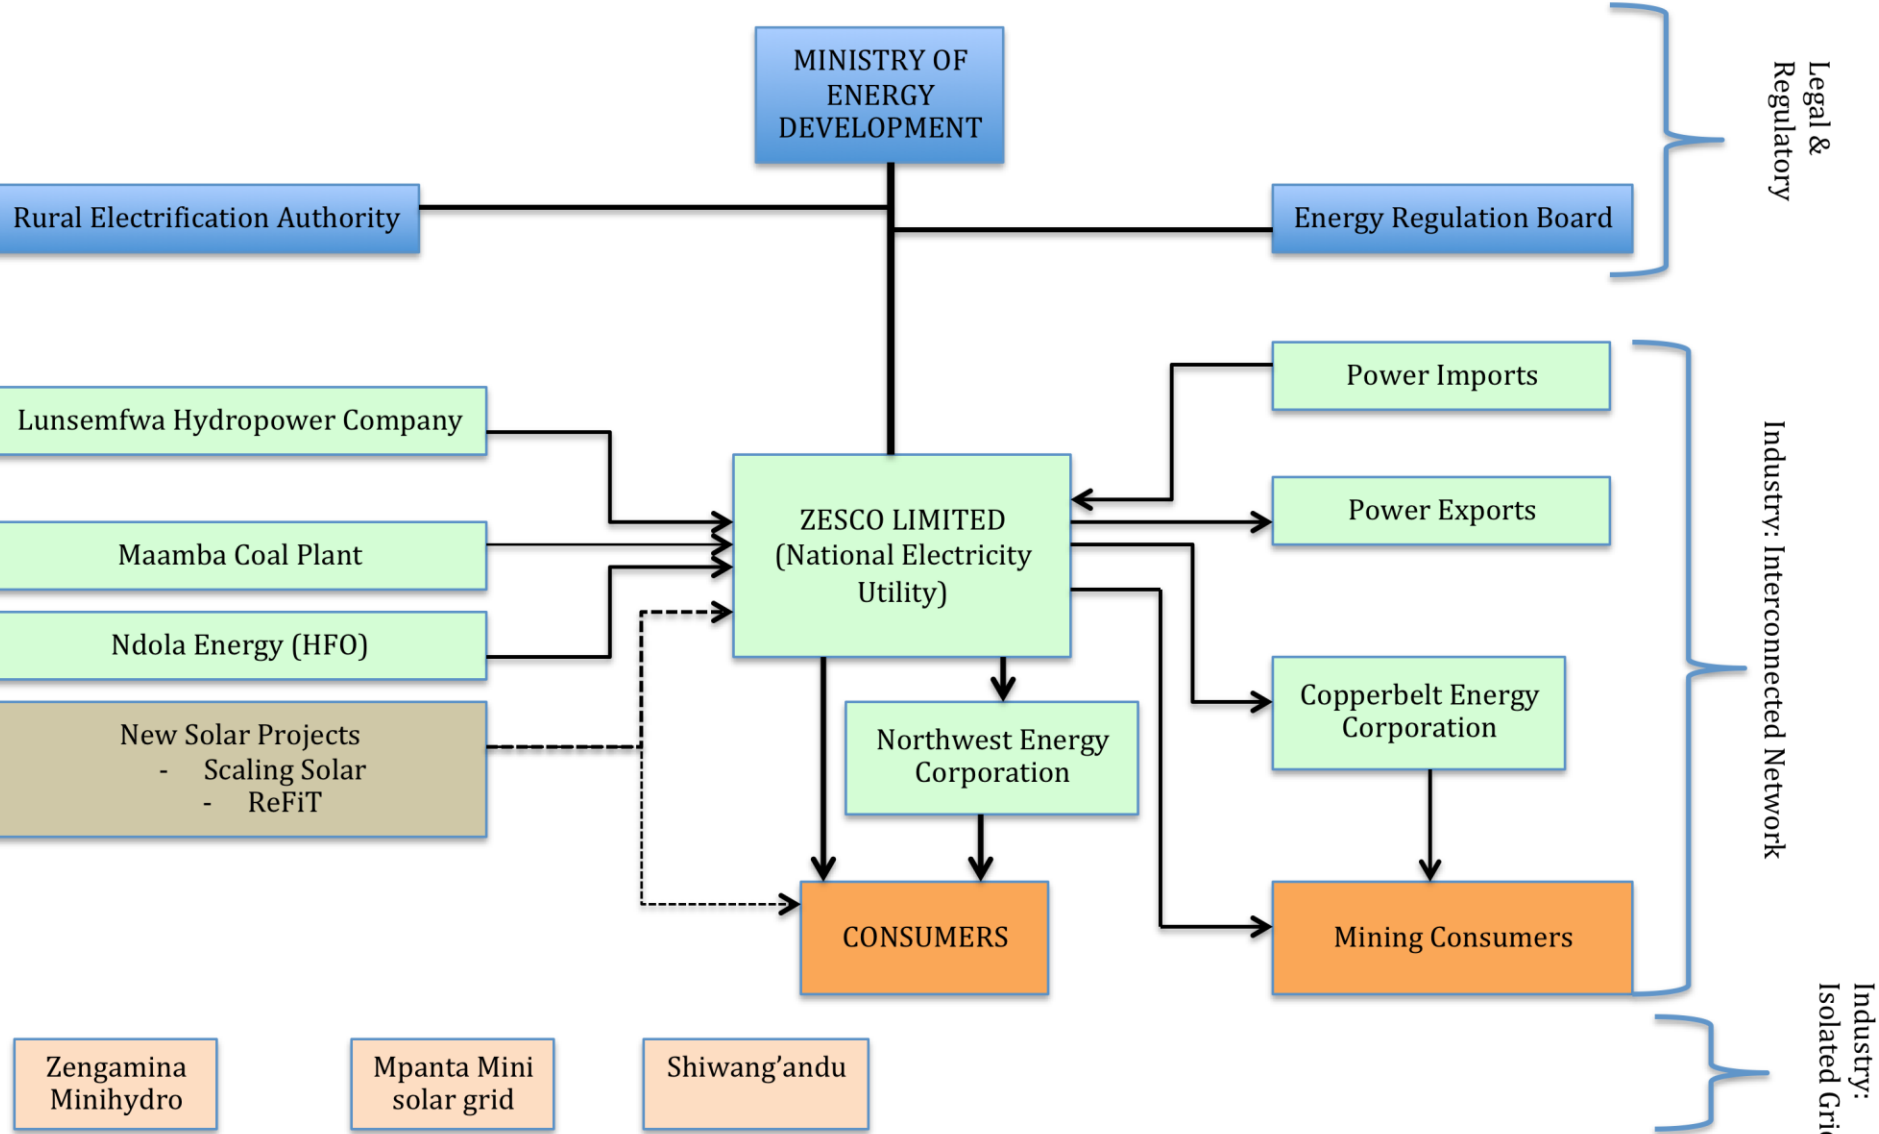 MINISTRY OF
ENERGY
DEVELOPMENT
Legal &
Regulatory
Rural Electrification Authority
Energy Regulation Board
Power Imports
Lunsemfwa Hydropower Company
Power Exports
ZESCO LIMITED
(National Electricity
Utility)
Maamba Coal Plant
Ndola Energy (HFO)
Industry: Interconnected Network
Copperbelt Energy
Corporation
New Solar Projects
- Scaling Solar
- ReFiT
Northwest Energy
Corporation
CONSUMERS
Mining Consumers
Industry:
Isolated
Zengamina
Minihydro
Mpanta Mini
solar grid
Shiwang’andu